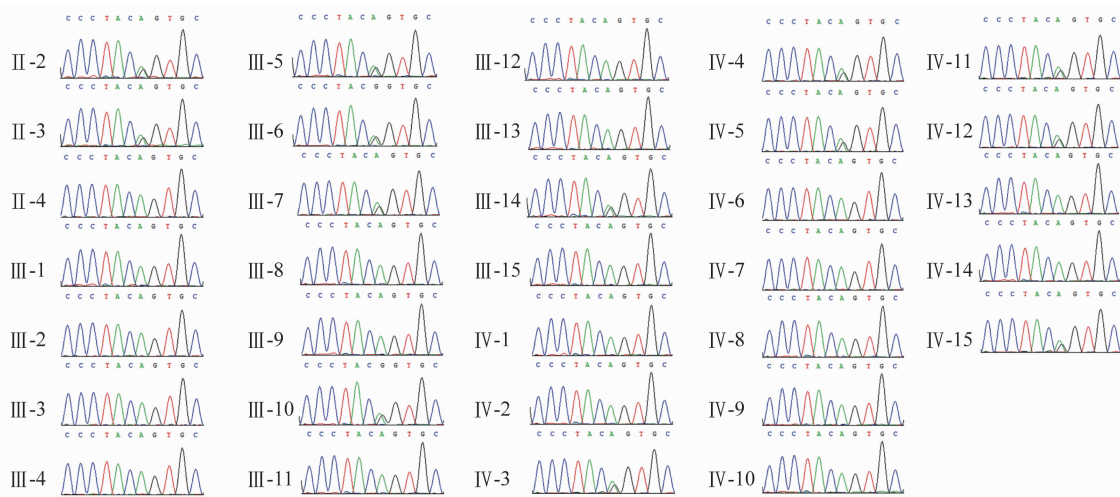 C C C T A C A G T G C
Ⅱ-2
C C C T A C A G T G C
Ⅱ-3
C C C T A C A G T G C
Ⅱ-4
C C C T A C A G T G C
Ⅲ-1
C C C T A C A G T G C
Ⅲ-2
C C C T A C A G T G C
Ⅲ-3
C C C T A C A G T G C
Ⅲ-4
C C C T A C A G T G C
Ⅲ-5
C C C T A C G G T G C
Ⅲ-6
C C C T A C A G T G C
Ⅲ-7
C C C T A C A G T G C
Ⅲ-8
C C C T A C A G T G C
Ⅲ-9
C C C T A C G G T G C
Ⅲ-10
C C C T A C A G T G C
Ⅲ-11
C C C T A C A G T G C
Ⅲ-12
C C C T A C A G T G C
Ⅲ-13
C C C T A C A G T G C
Ⅲ-14
C C C T A C A G T G C
Ⅲ-15
C C C T A C A G T G C
Ⅳ-1
C C C T A C A G T G C
Ⅳ-2
C C C T A C A G T G C
Ⅳ-3
C C C T A C A G T G C
Ⅳ-4
C C C T A C A G T G C
Ⅳ-5
C C C T A C A G T G C
Ⅳ-6
C C C T A C A G T G C
Ⅳ-7
C C C T A C A G T G C
Ⅳ-8
C C C T A C A G T G C
Ⅳ-9
C C C T A C A G T G C
Ⅳ-10
C C C T A C A G T G C
Ⅳ-11
C C C T A C A G T G C
Ⅳ-12
C C C T A C A G T G C
Ⅳ-13
C C C T A C A G T G C
Ⅳ-14
C C C T A C A G T G C
Ⅳ-15